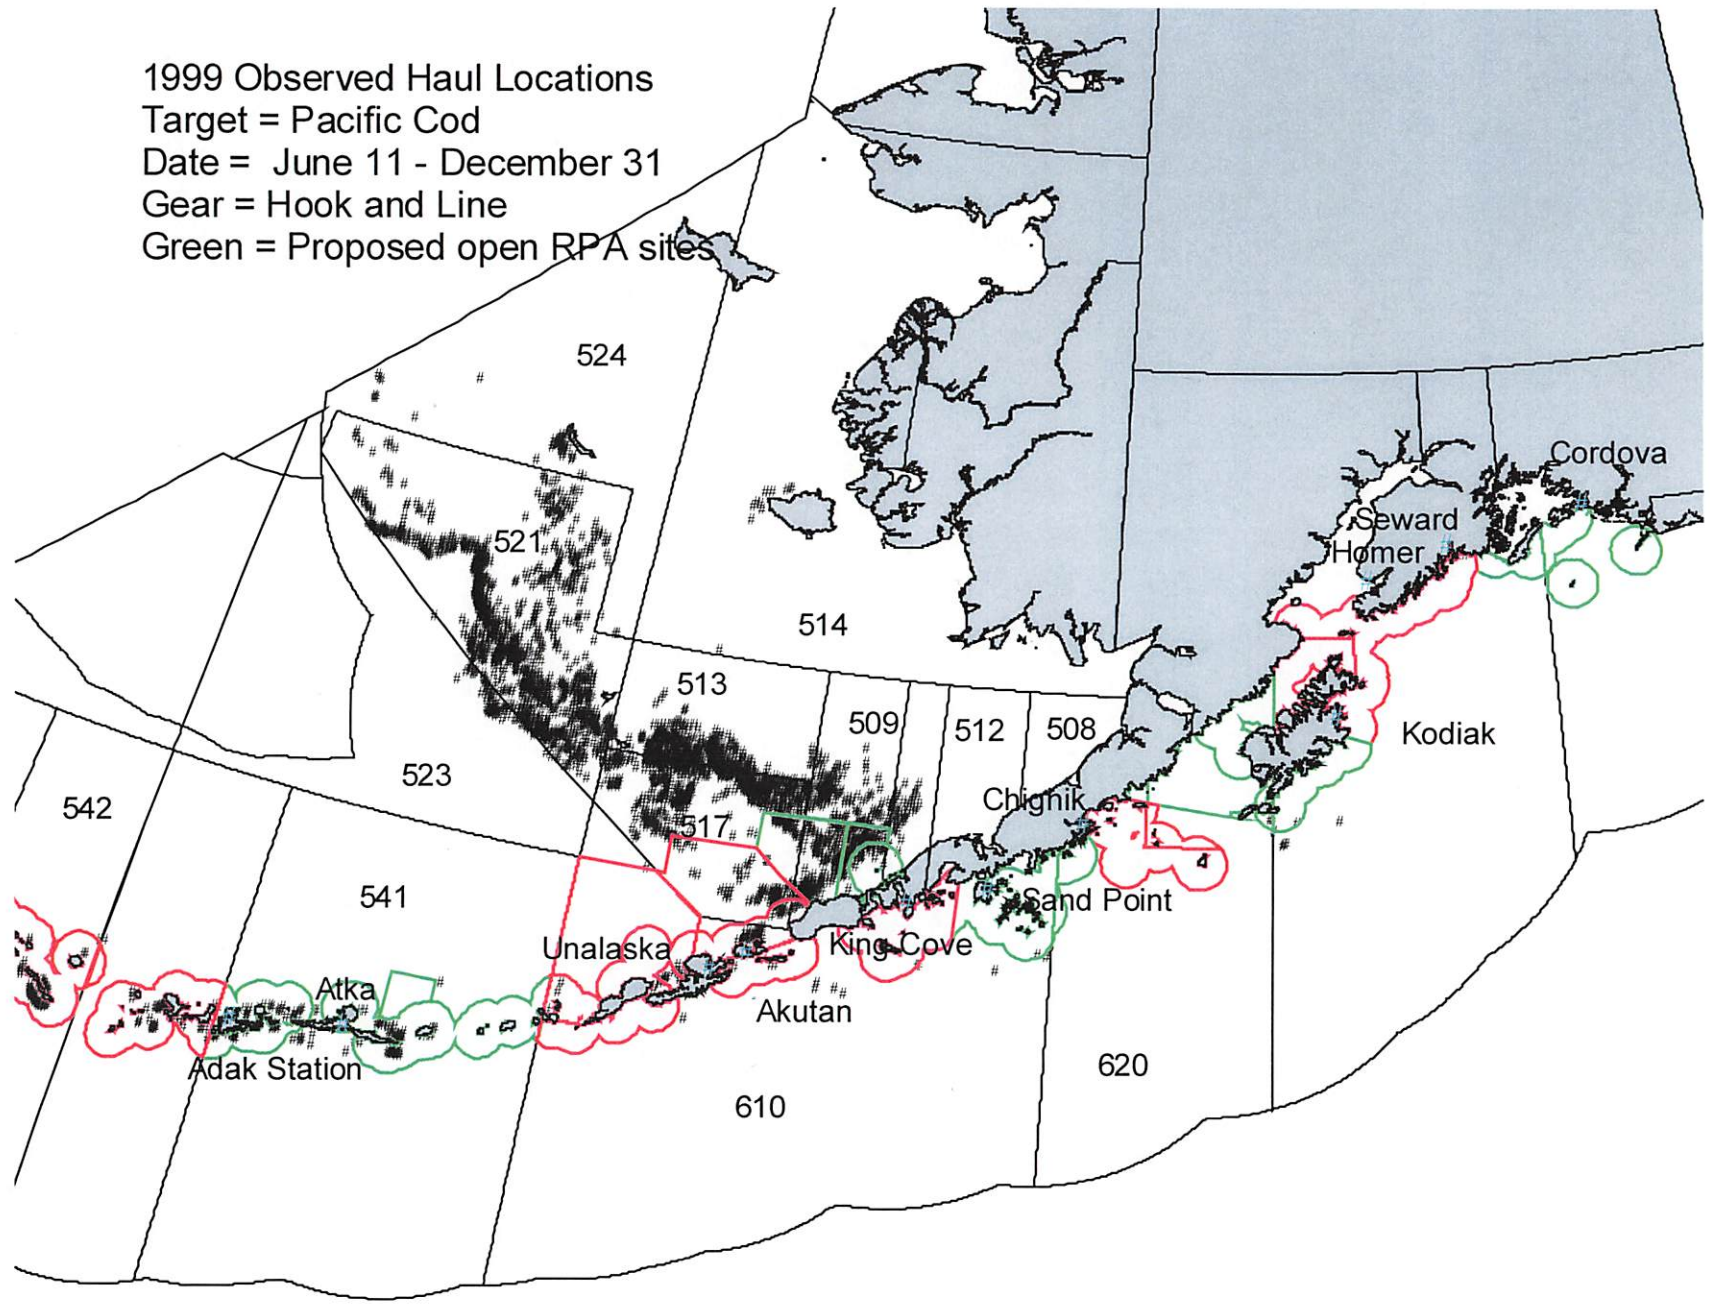 1999 Observed Haul Locations
Target = Pacific Cod
Date = June 11 - December 31
Gear = Hook and Line
Green = Proposed open RPA sites
524
Cordova
Seward
521
Homer
514
513
509
512
508
Kodiak
523
542
Chignik
517
541
Sand Point
Unalaska
King Cove
Atka
Akutan
Adak Station
620
610